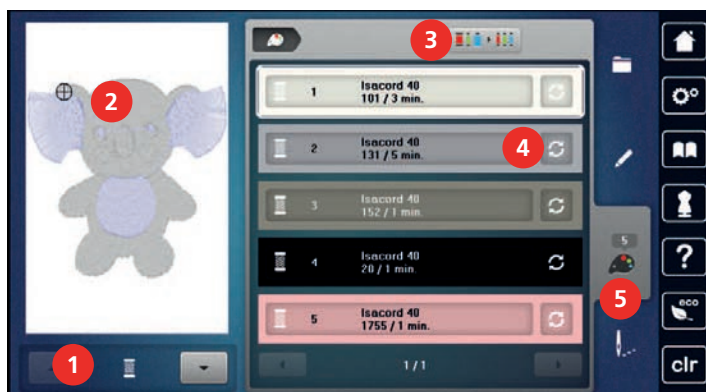 3
1
Isacord 40
101 / 3 min.
2
2
Isacord 40
131 / 5 min.
4
3
Isacord 40
152 / 1 min.
4
Isacord 40
20 / 1 min.
5
?
5
5
Isacord 40
1755 / 1 min.
eco
1
1 / 1
clr